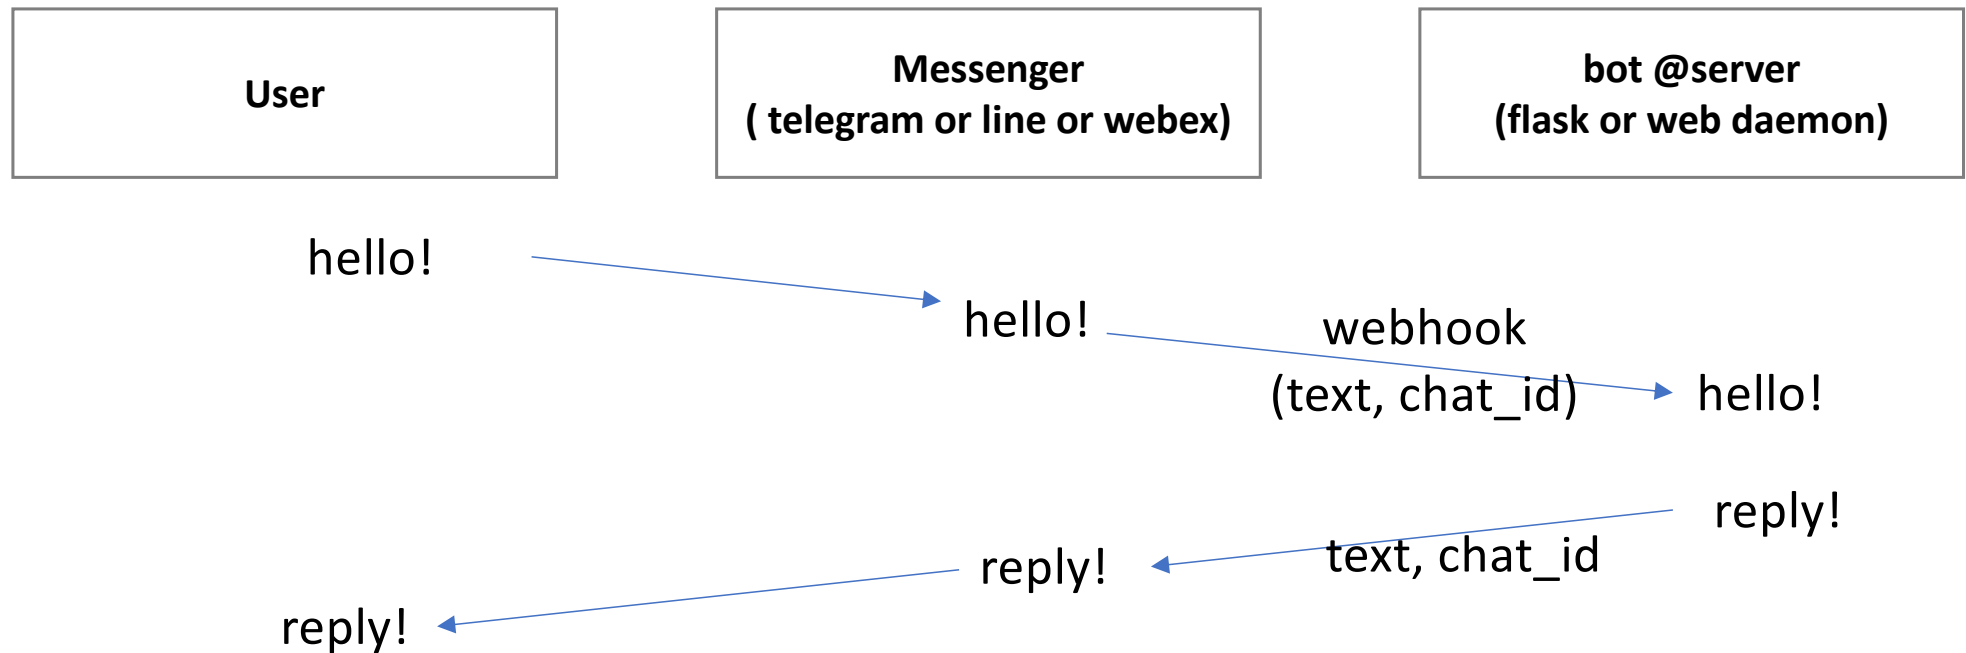 User
Messenger
( telegram or line or webex)
bot @server
(flask or web daemon)
hello!
hello!
webhook
(text, chat_id)
hello!
reply!
text, chat_id
reply!
reply!